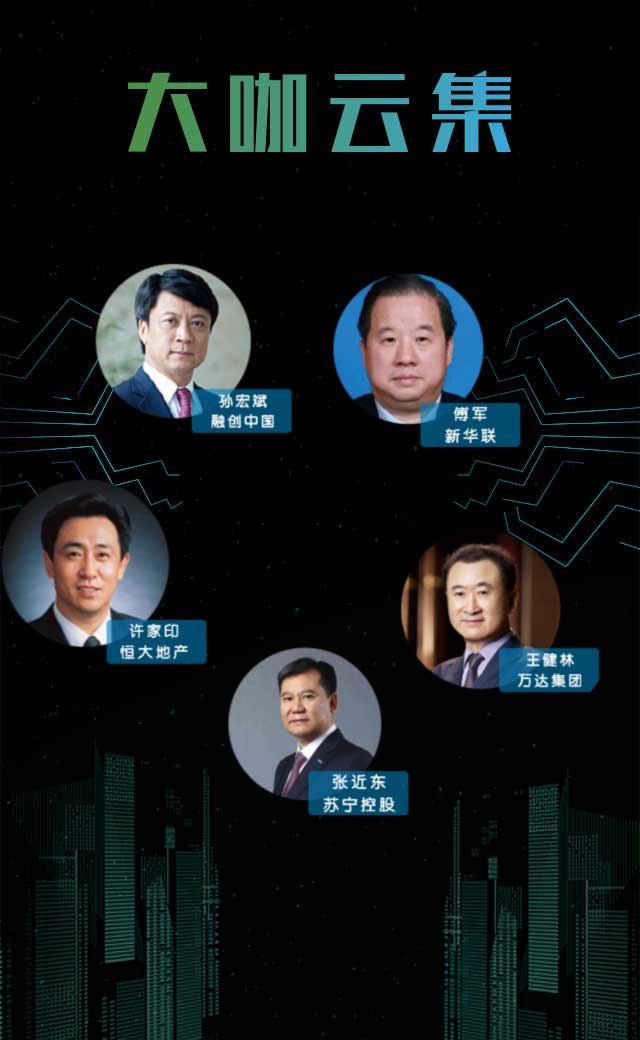 大咖云集
孙宏斌
融创中国
傅军
新华联
许家印
恒大地产
王健林
万达集团
张近东
苏宁控股